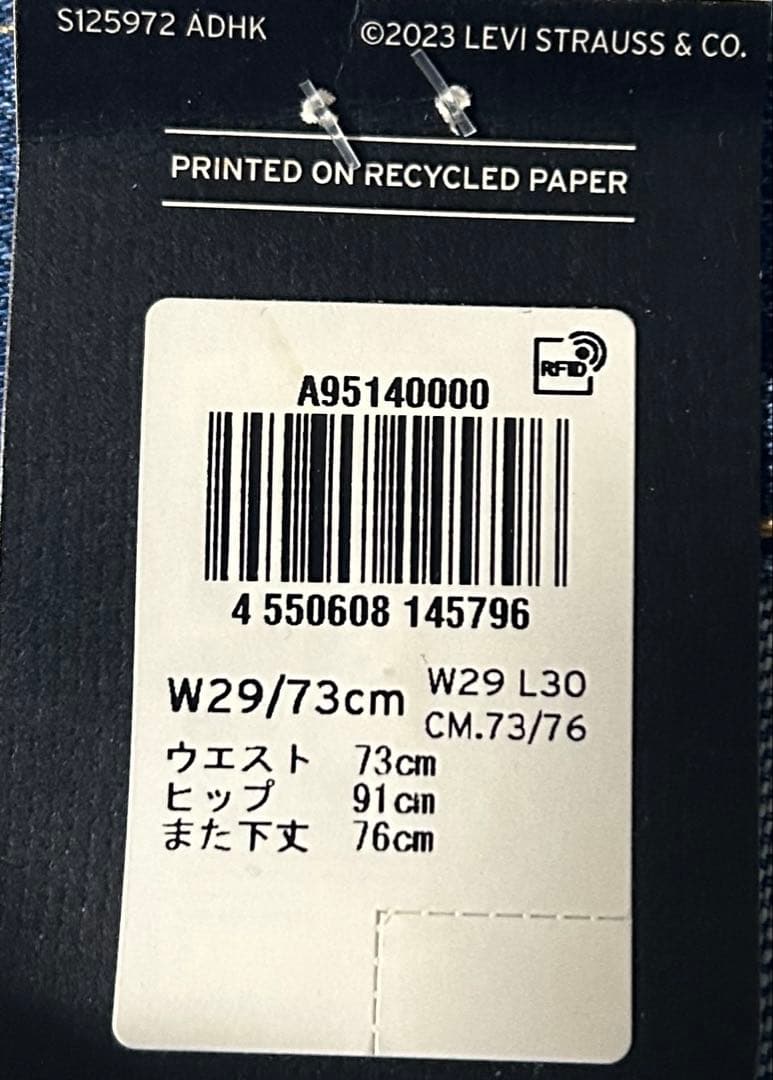 S125972 ADHK
©2023 LEVI STRAUSS & CO.
PRINTED ON RECYCLED PAPER
RFID
A95140000
4 550608 145796
W29/73cm
W29 L30
CM.73/76
ウエスト 73cm
ヒップ 91cm
また下丈 76cm